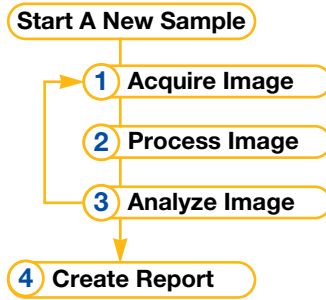 Start A New Sample
1 Acquire Image
2 Process Image
3 Analyze Image
4 Create Report